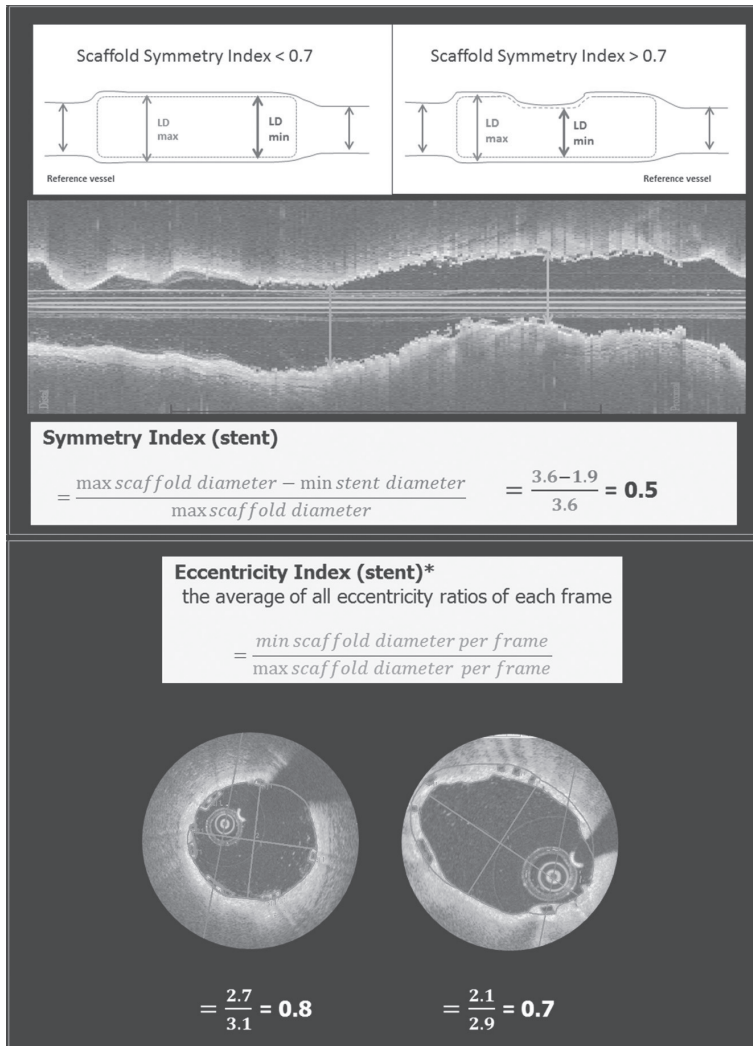 Scaffold Symmetry Index < 0.7
LD
max
LD
min
Reference vessel
Scaffold Symmetry Index > 0.7
LD
max
LD
min
Reference vessel
Distal
Symmetry Index (stent)
= max scaffold diameter − min stent diameter / max scaffold diameter = 3.6−1.9 / 3.6 = 0.5
Eccentricity Index (stent)*
the average of all eccentricity ratios of each frame
= min scaffold diameter per frame / max scaffold diameter per frame
= 2.7 / 3.1 = 0.8
= 2.1 / 2.9 = 0.7